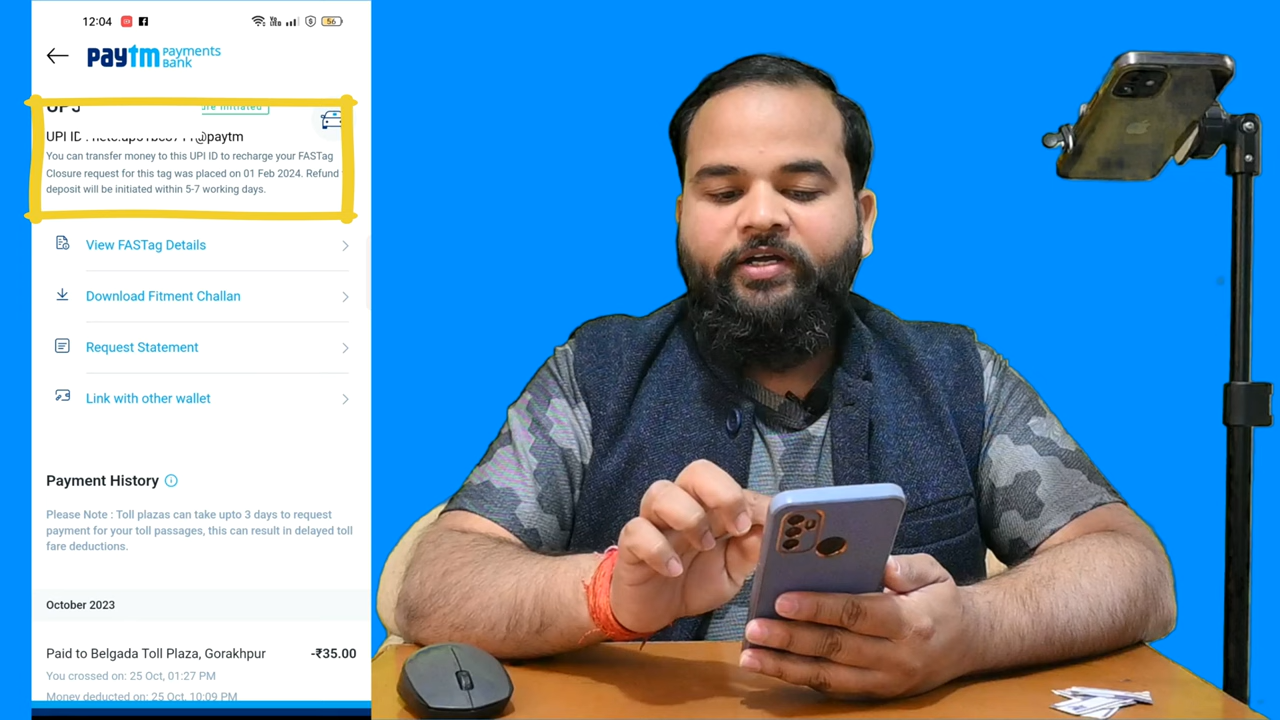 12:04
56
paytm Payments
Bank
@paytm
You can transfer money to this UPI ID to recharge your FASTag
Closure request for this tag was placed on 01 Feb 2024. Refund
deposit will be initiated within 5-7 working days.
View FASTag Details
Download Fitment Challan
Request Statement
Link with other wallet
Payment History
Please Note : Toll plazas can take upto 3 days to request
payment for your toll passages, this can result in delayed toll
fare deductions.
October 2023
Paid to Belgada Toll Plaza, Gorakhpur -₹35.00
You crossed on: 25 Oct, 01:27 PM
Money deducted on: 25 Oct, 10:09 PM